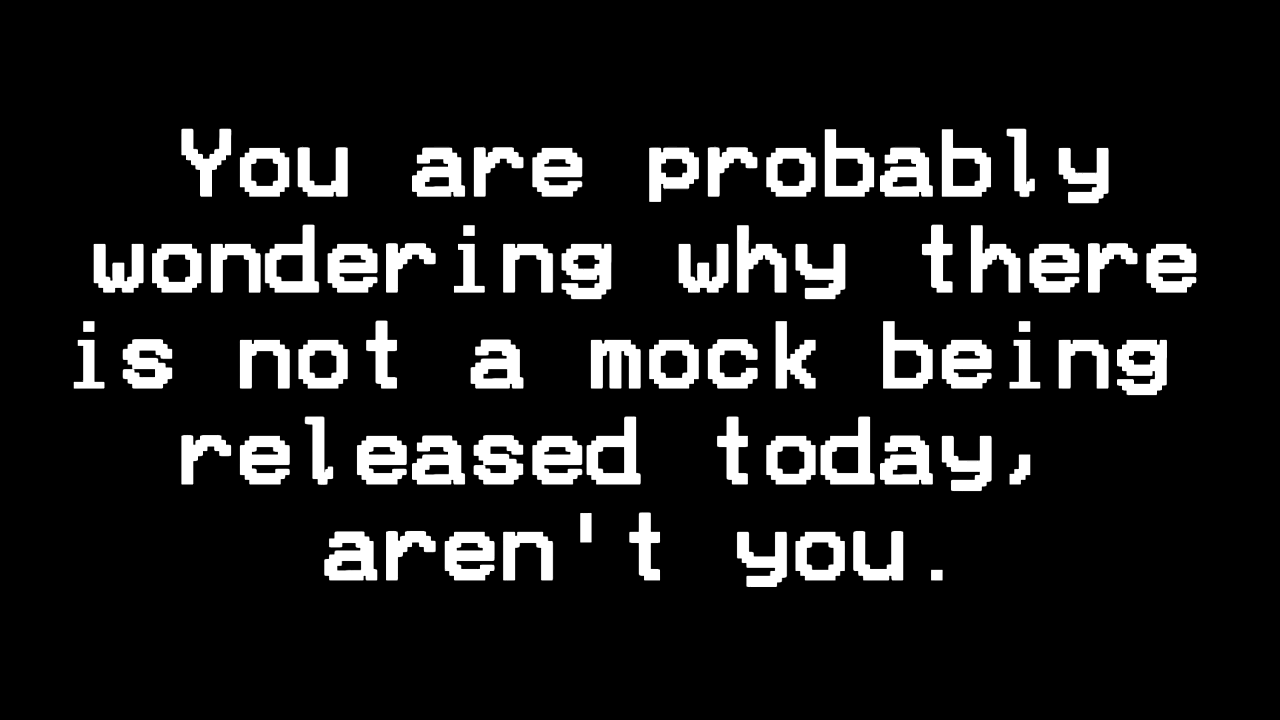 You are probably
wondering why there
is not a mock being
released today,
aren't you.